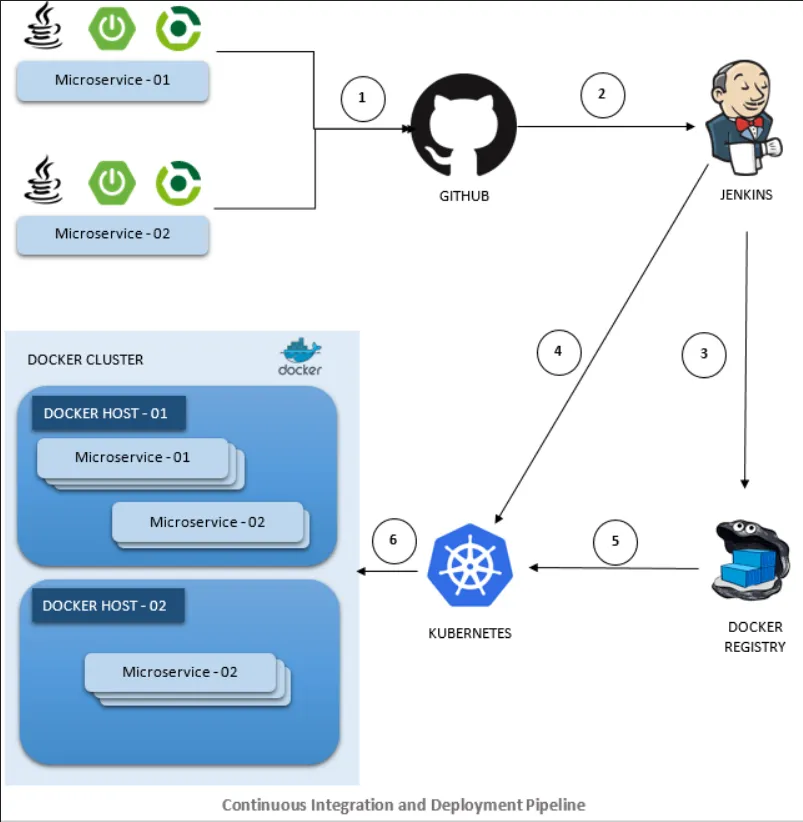 Microservice - 01
1
2
GITHUB
JENKINS
Microservice - 02
4
3
DOCKER CLUSTER
docker
DOCKER HOST - 01
Microservice - 01
Microservice - 02
6
5
KUBERNETES
DOCKER
REGISTRY
DOCKER HOST - 02
Microservice - 02
Continuous Integration and Deployment Pipeline